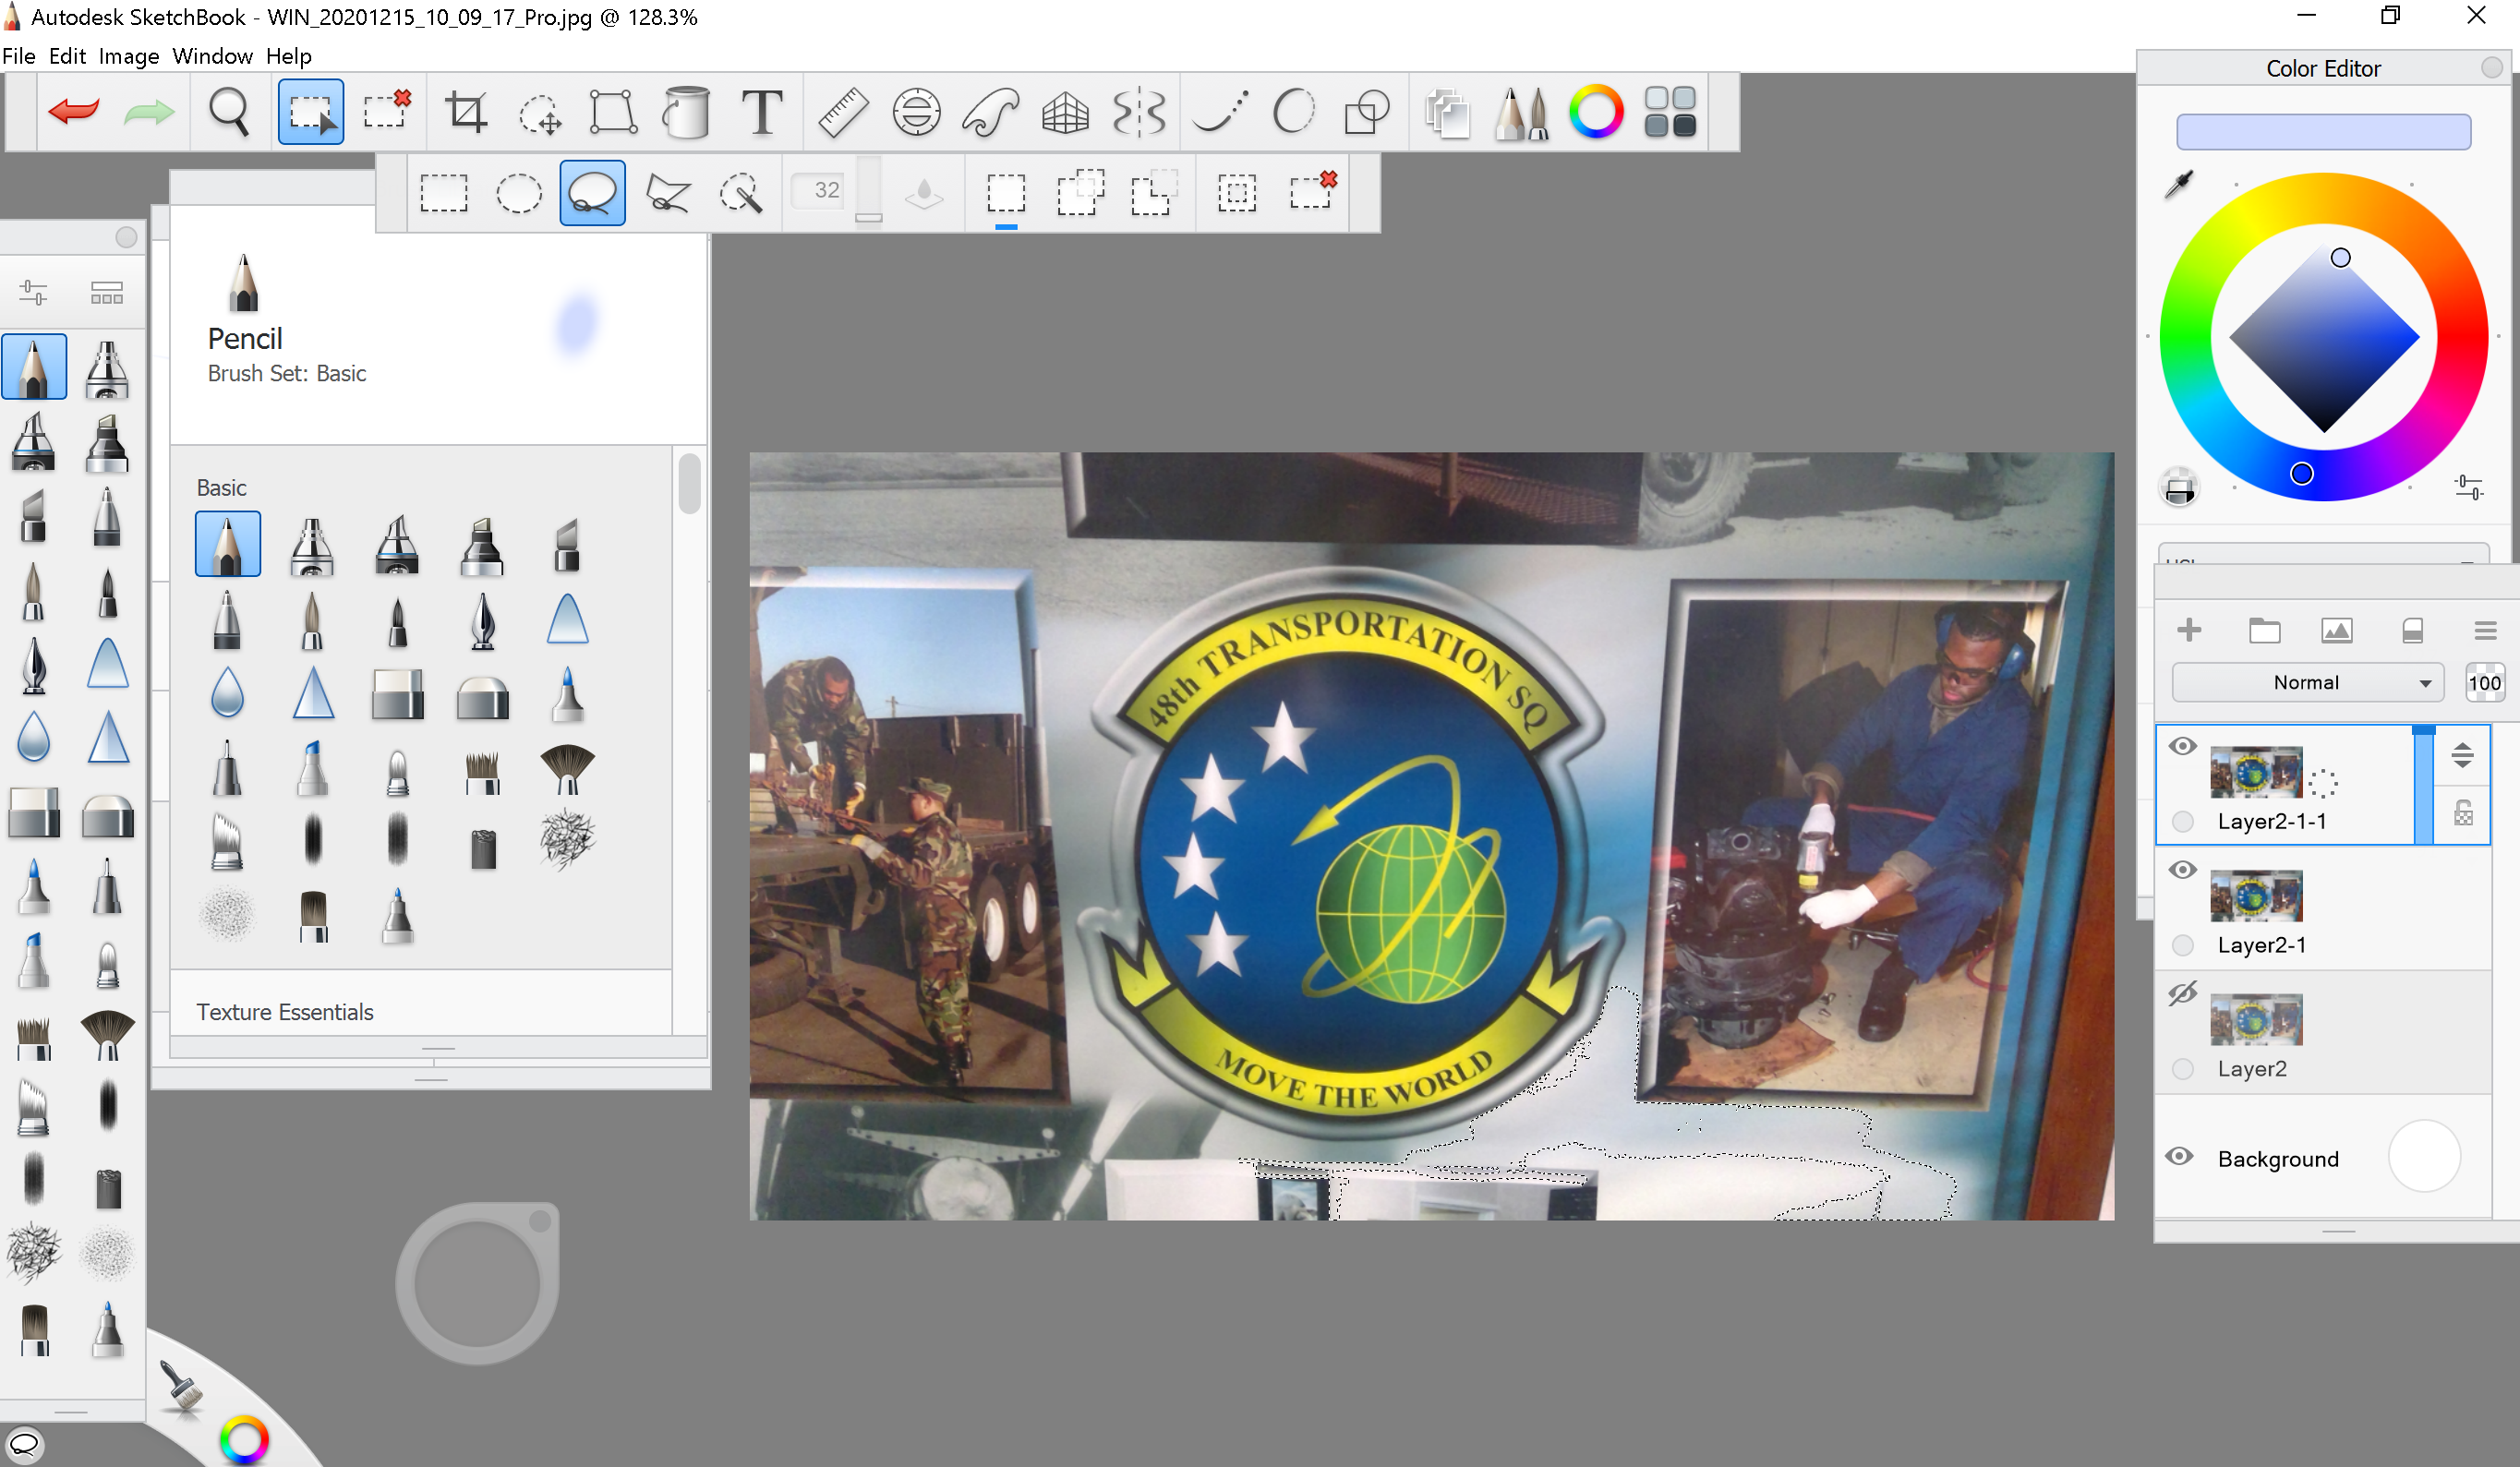 Autodesk SketchBook - WIN_20201215_10_09_17_Pro.jpg @ 128.3%
File Edit Image Window Help
Color Editor
T
32
Pencil
Brush Set: Basic
Basic
Texture Essentials
48th TRANSPORTATION SQ
MOVE THE WORLD
Normal
100
Layer2-1-1
Layer2-1
Layer2
Background